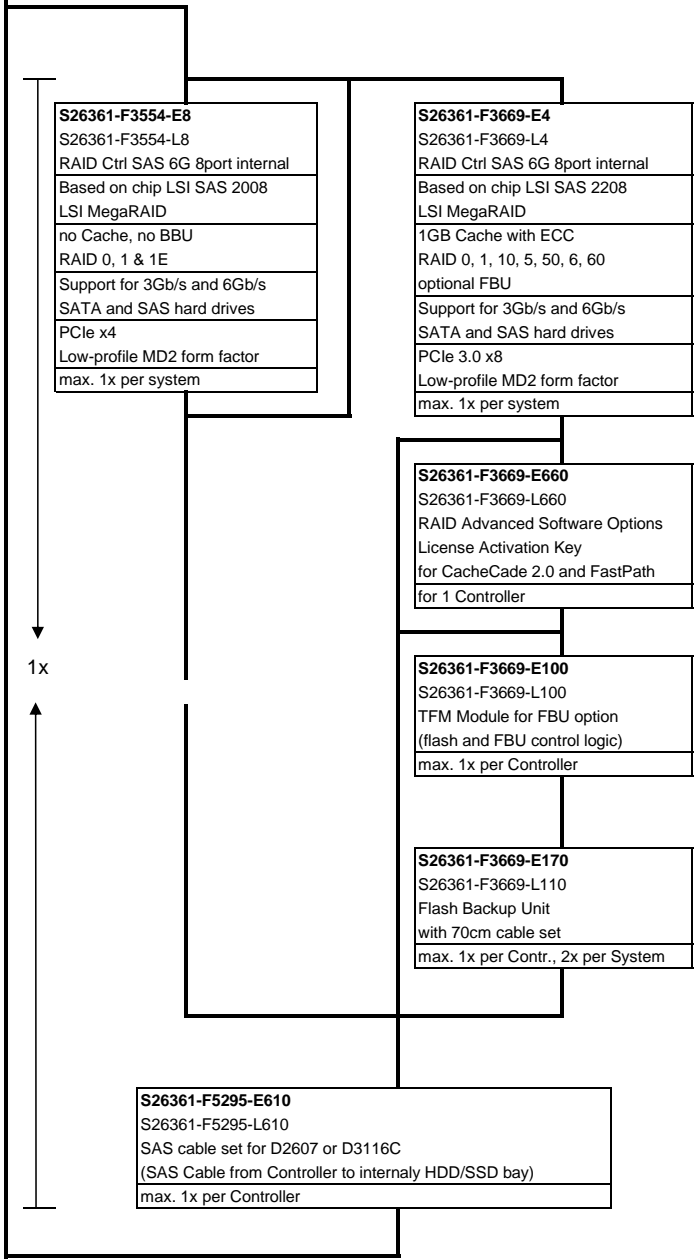 S26361-F3554-E8
S26361-F3554-L8
RAID Ctrl SAS 6G 8port internal
Based on chip LSI SAS 2008
LSI MegaRAID
no Cache, no BBU
RAID 0, 1 & 1E
Support for 3Gb/s and 6Gb/s
SATA and SAS hard drives
PCIe x4
Low-profile MD2 form factor
max. 1x per system
S26361-F3669-E4
S26361-F3669-L4
RAID Ctrl SAS 6G 8port internal
Based on chip LSI SAS 2208
LSI MegaRAID
1GB Cache with ECC
RAID 0, 1, 10, 5, 50, 6, 60
optional FBU
Support for 3Gb/s and 6Gb/s
SATA and SAS hard drives
PCIe 3.0 x8
Low-profile MD2 form factor
max. 1x per system
S26361-F3669-E660
S26361-F3669-L660
RAID Advanced Software Options
License Activation Key
for CacheCade 2.0 and FastPath
for 1 Controller
1x
S26361-F3669-E100
S26361-F3669-L100
TFM Module for FBU option
(flash and FBU control logic)
max. 1x per Controller
S26361-F3669-E170
S26361-F3669-L110
Flash Backup Unit
with 70cm cable set
max. 1x per Contr., 2x per System
S26361-F5295-E610
S26361-F5295-L610
SAS cable set for D2607 or D3116C
(SAS Cable from Controller to internaly HDD/SSD bay)
max. 1x per Controller